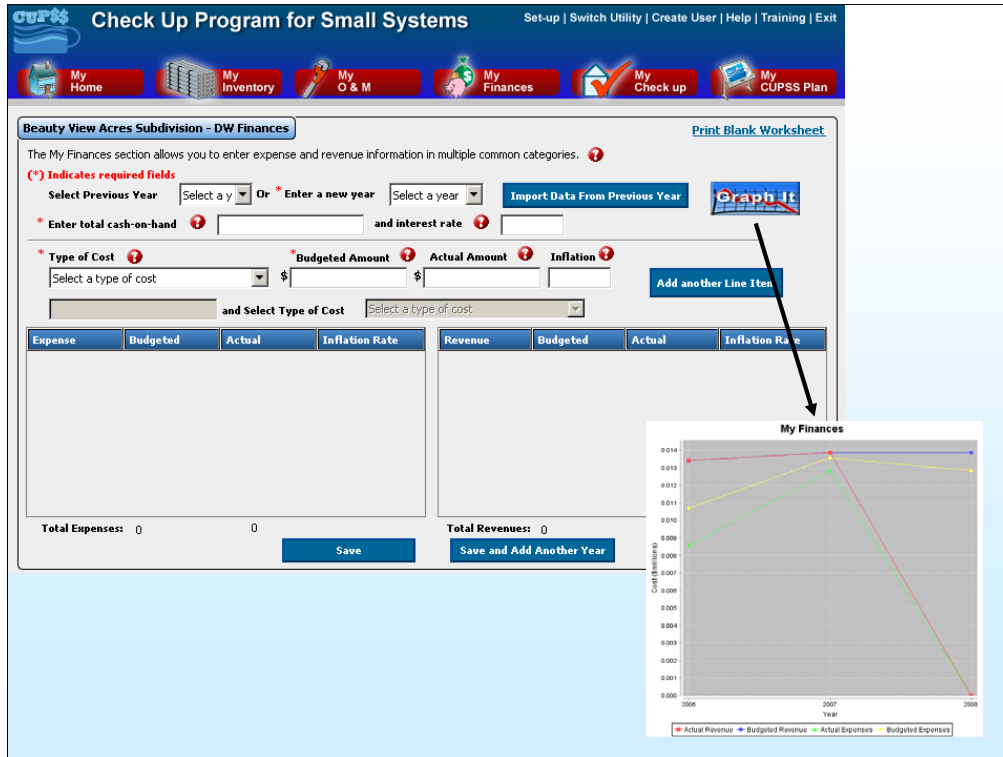 CUP$$ Check Up Program for Small Systems Set-up | Switch Utility | Create User | Help | Training | Exit
My Home My Inventory My O & M My Finances My Check up My CUPSS Plan
Beauty View Acres Subdivision - DW Finances Print Blank Worksheet
The My Finances section allows you to enter expense and revenue information in multiple common categories. ?
(*) Indicates required fields
Select Previous Year Select a y Or * Enter a new year Select a year Import Data From Previous Year Graph It
* Enter total cash-on-hand ? and interest rate ?
* Type of Cost ? *Budgeted Amount ? Actual Amount ? Inflation ?
Select a type of cost $ $ Add another Line Item
and Select Type of Cost Select a type of cost
Expense Budgeted Actual Inflation Rate Revenue Budgeted Actual Inflation Rate
Total Expenses: 0 0 Total Revenues: 0
Save Save and Add Another Year
My Finances
0.014
0.013
0.012
0.011
0.010
0.009
0.008
0.007
0.006
0.005
0.004
0.003
0.002
0.001
0.000
Cost ($millions)
2006 2007 2008
Year
Actual Revenue Budgeted Revenue Actual Expenses Budgeted Expenses